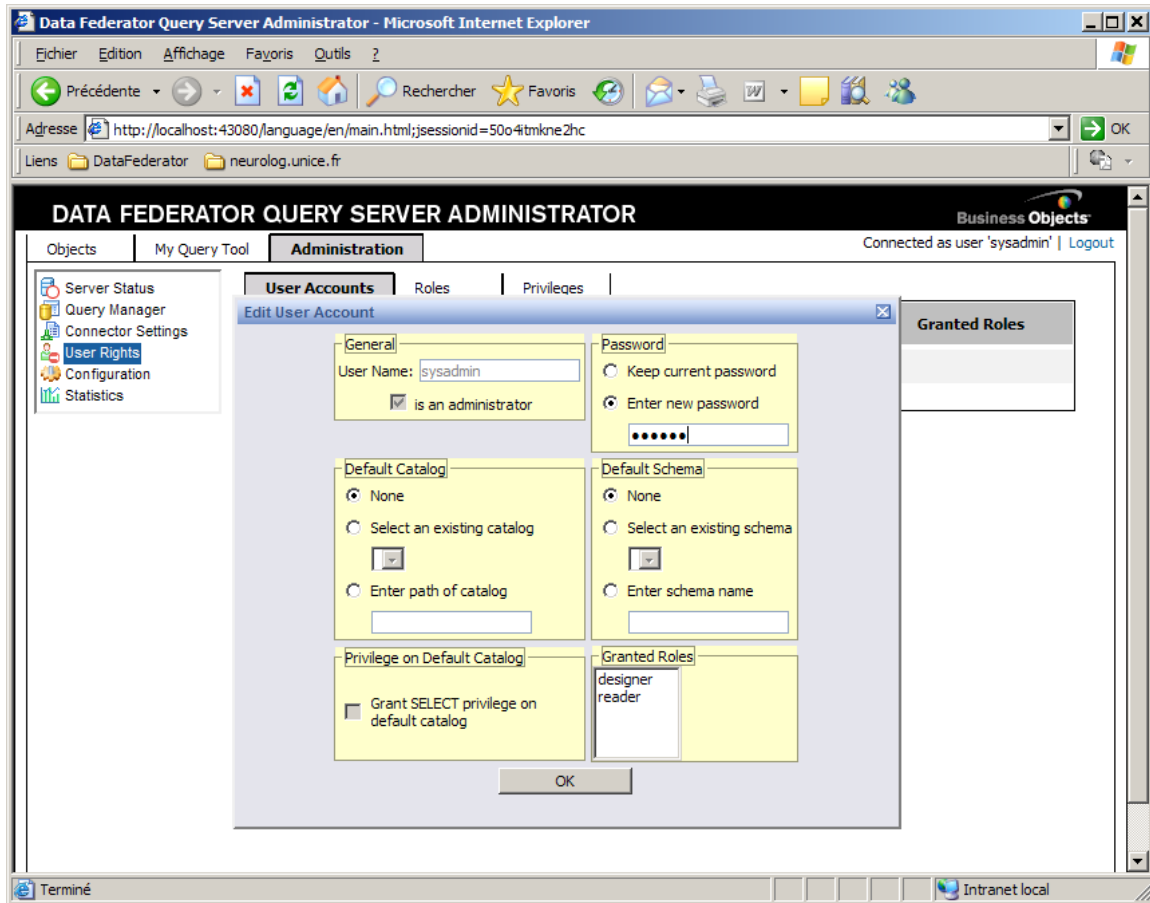 Data Federator Query Server Administrator - Microsoft Internet Explorer
Fichier Edition Affichage Favoris Outils ?
Précédente Rechercher Favoris
Adresse http://localhost:43080/language/en/main.html;jsessionid=50o4itmkne2hc OK
Liens DataFederator neurolog.unice.fr
DATA FEDERATOR QUERY SERVER ADMINISTRATOR Business Objects
Objects My Query Tool Administration Connected as user 'sysadmin' | Logout
Server Status
Query Manager
Connector Settings
User Rights
Configuration
Statistics
User Accounts Roles Privileges
Granted Roles
Edit User Account
General
User Name: sysadmin
is an administrator
Password
Keep current password
Enter new password
••••••
Default Catalog
None
Select an existing catalog
Enter path of catalog
Default Schema
None
Select an existing schema
Enter schema name
Privilege on Default Catalog
Grant SELECT privilege on
default catalog
Granted Roles
designer
reader
OK
Terminé Intranet local